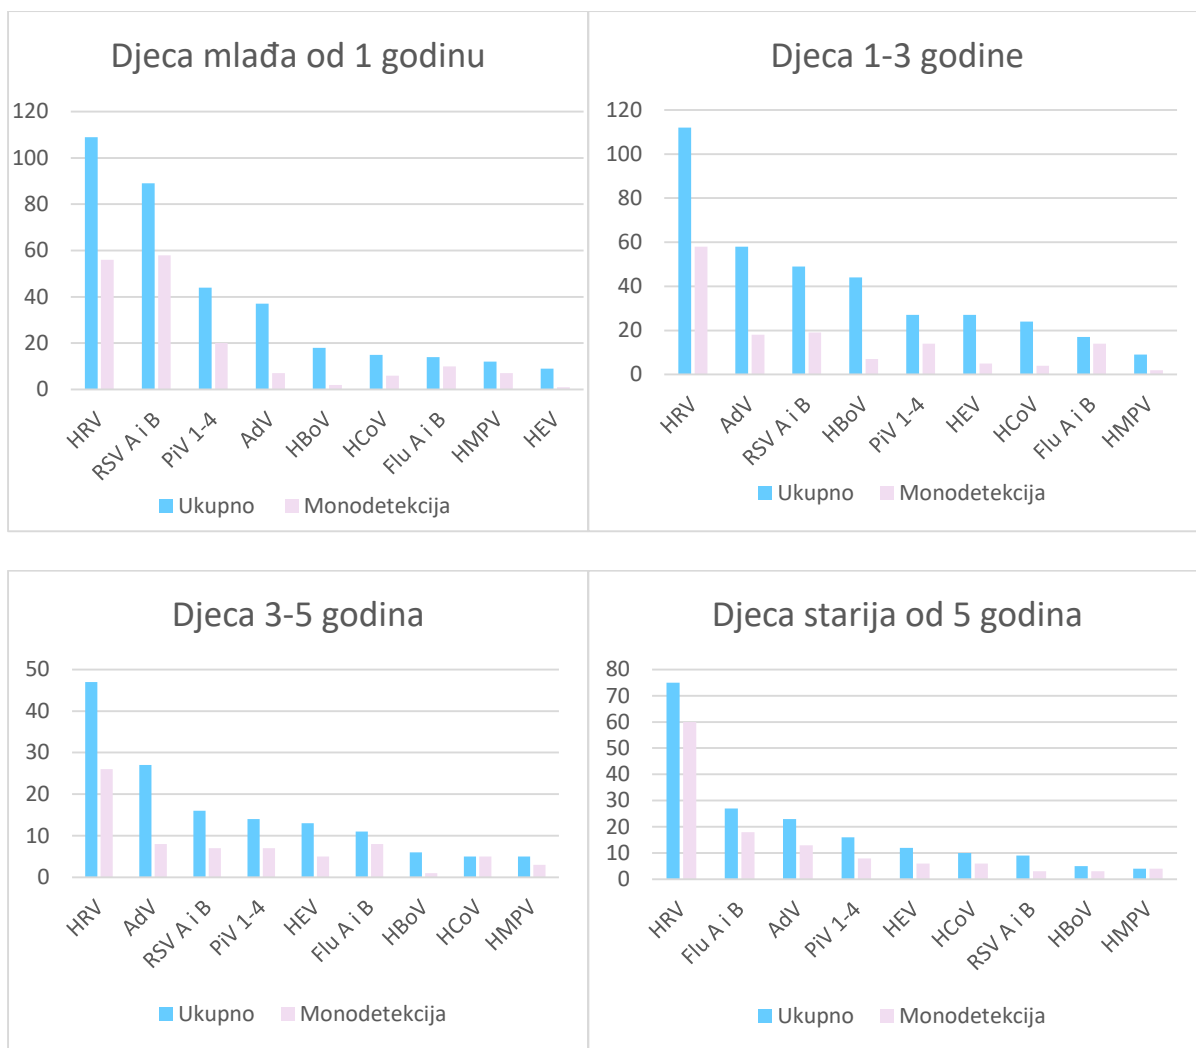 Djeca mlađa od 1 godinu
120
100
80
60
40
20
0
HRV
RSV A i B
PiV 1-4
AdV
HBoV
HCoV
Flu A i B
HMPV
HEV
Ukupno Monodetekcija
Djeca 1-3 godine
120
100
80
60
40
20
0
HRV
AdV
RSV A i B
HBoV
PiV 1-4
HEV
HCoV
Flu A i B
HMPV
Ukupno Monodetekcija
Djeca 3-5 godina
50
40
30
20
10
0
HRV
AdV
RSV A i B
PiV 1-4
HEV
Flu A i B
HBoV
HCoV
HMPV
Ukupno Monodetekcija
Djeca starija od 5 godina
80
70
60
50
40
30
20
10
0
HRV
Flu A i B
AdV
PiV 1-4
HEV
HCoV
RSV A i B
HBoV
HMPV
Ukupno Monodetekcija